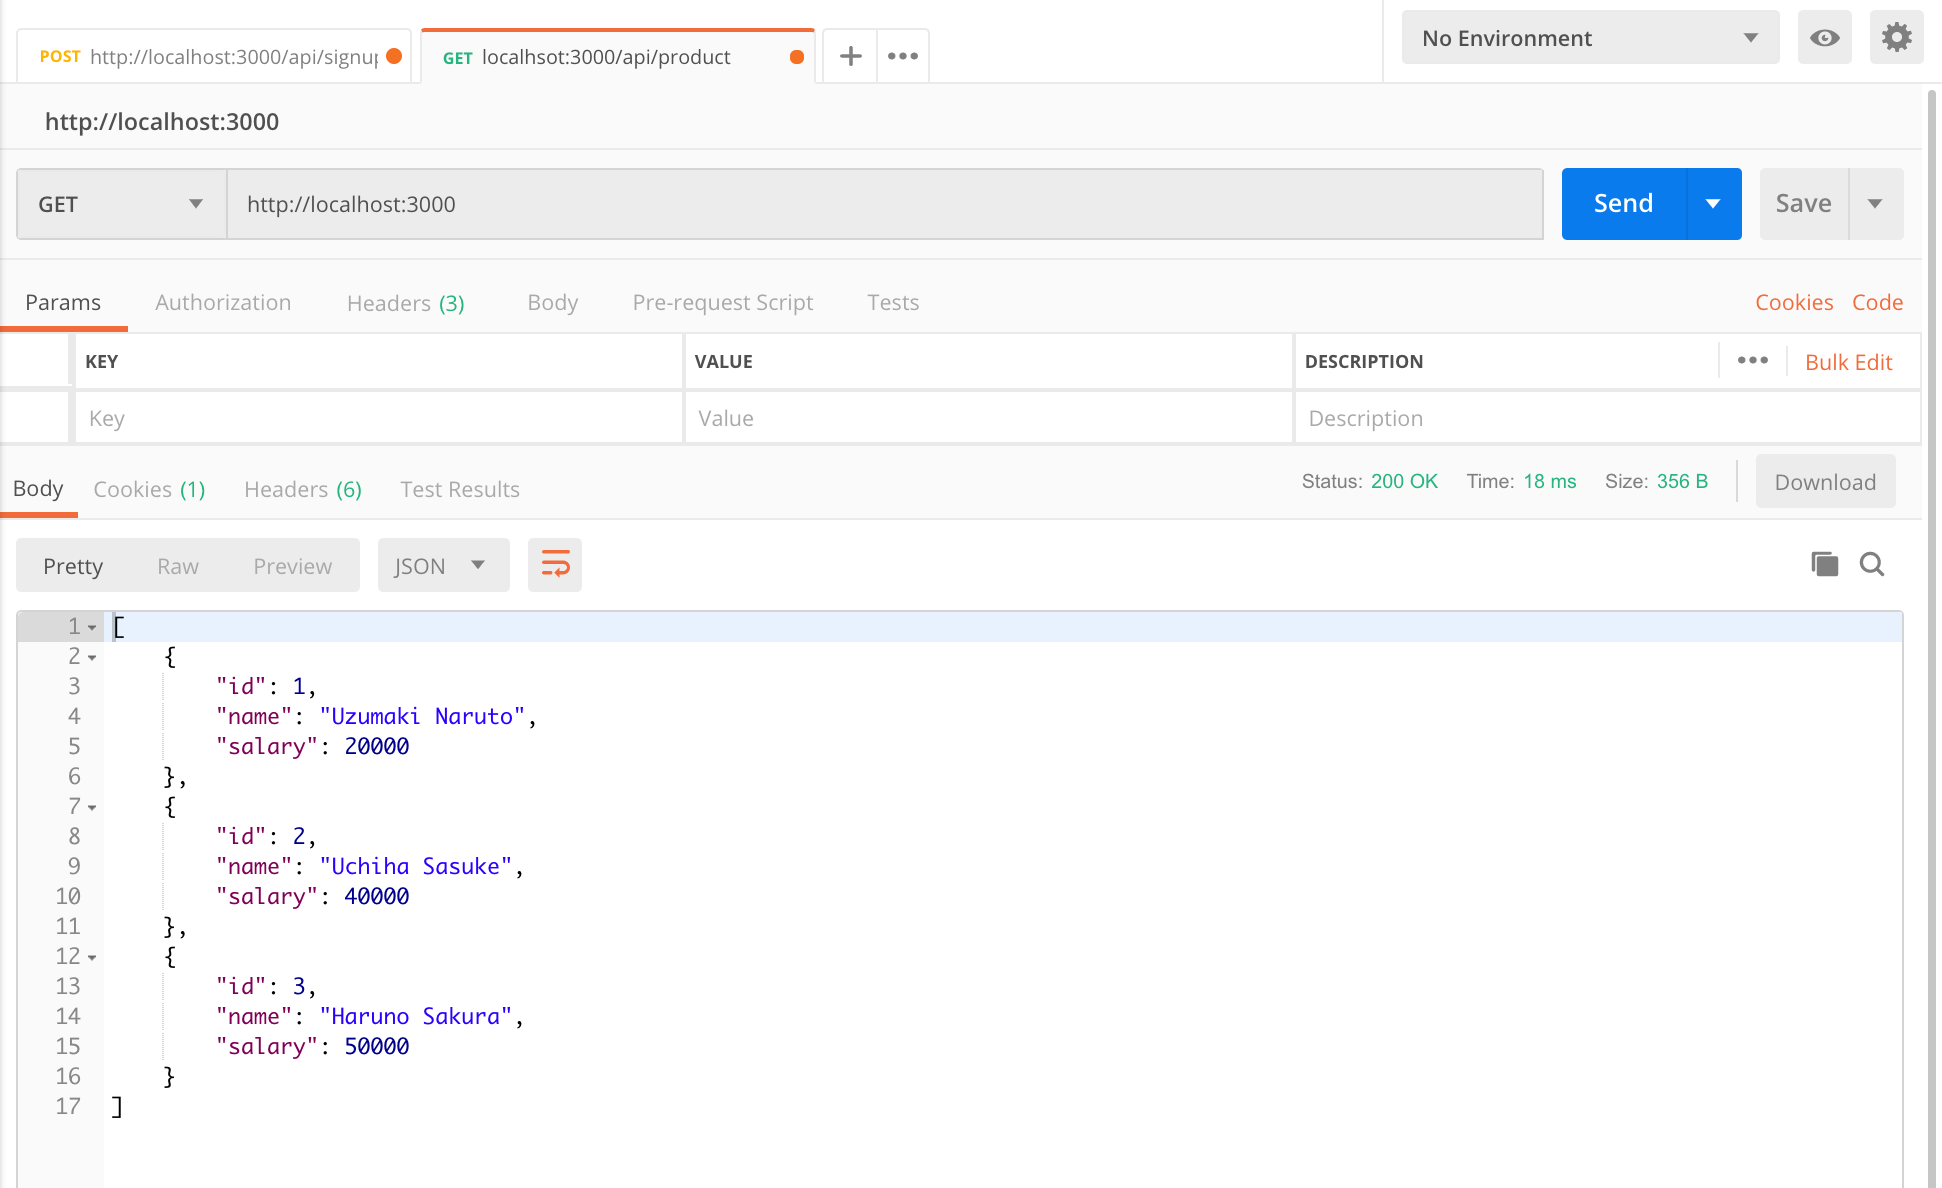 POST http://localhost:3000/api/signup
GET localhsot:3000/api/product
No Environment
http://localhost:3000
GET http://localhost:3000 Send Save
Params Authorization Headers (3) Body Pre-request Script Tests Cookies Code
KEY VALUE DESCRIPTION Bulk Edit
Key Value Description
Body Cookies (1) Headers (6) Test Results Status: 200 OK Time: 18 ms Size: 356 B Download
Pretty Raw Preview JSON
1 [
2 {
3 "id": 1,
4 "name": "Uzumaki Naruto",
5 "salary": 20000
6 },
7 {
8 "id": 2,
9 "name": "Uchiha Sasuke",
10 "salary": 40000
11 },
12 {
13 "id": 3,
14 "name": "Haruno Sakura",
15 "salary": 50000
16 }
17 ]